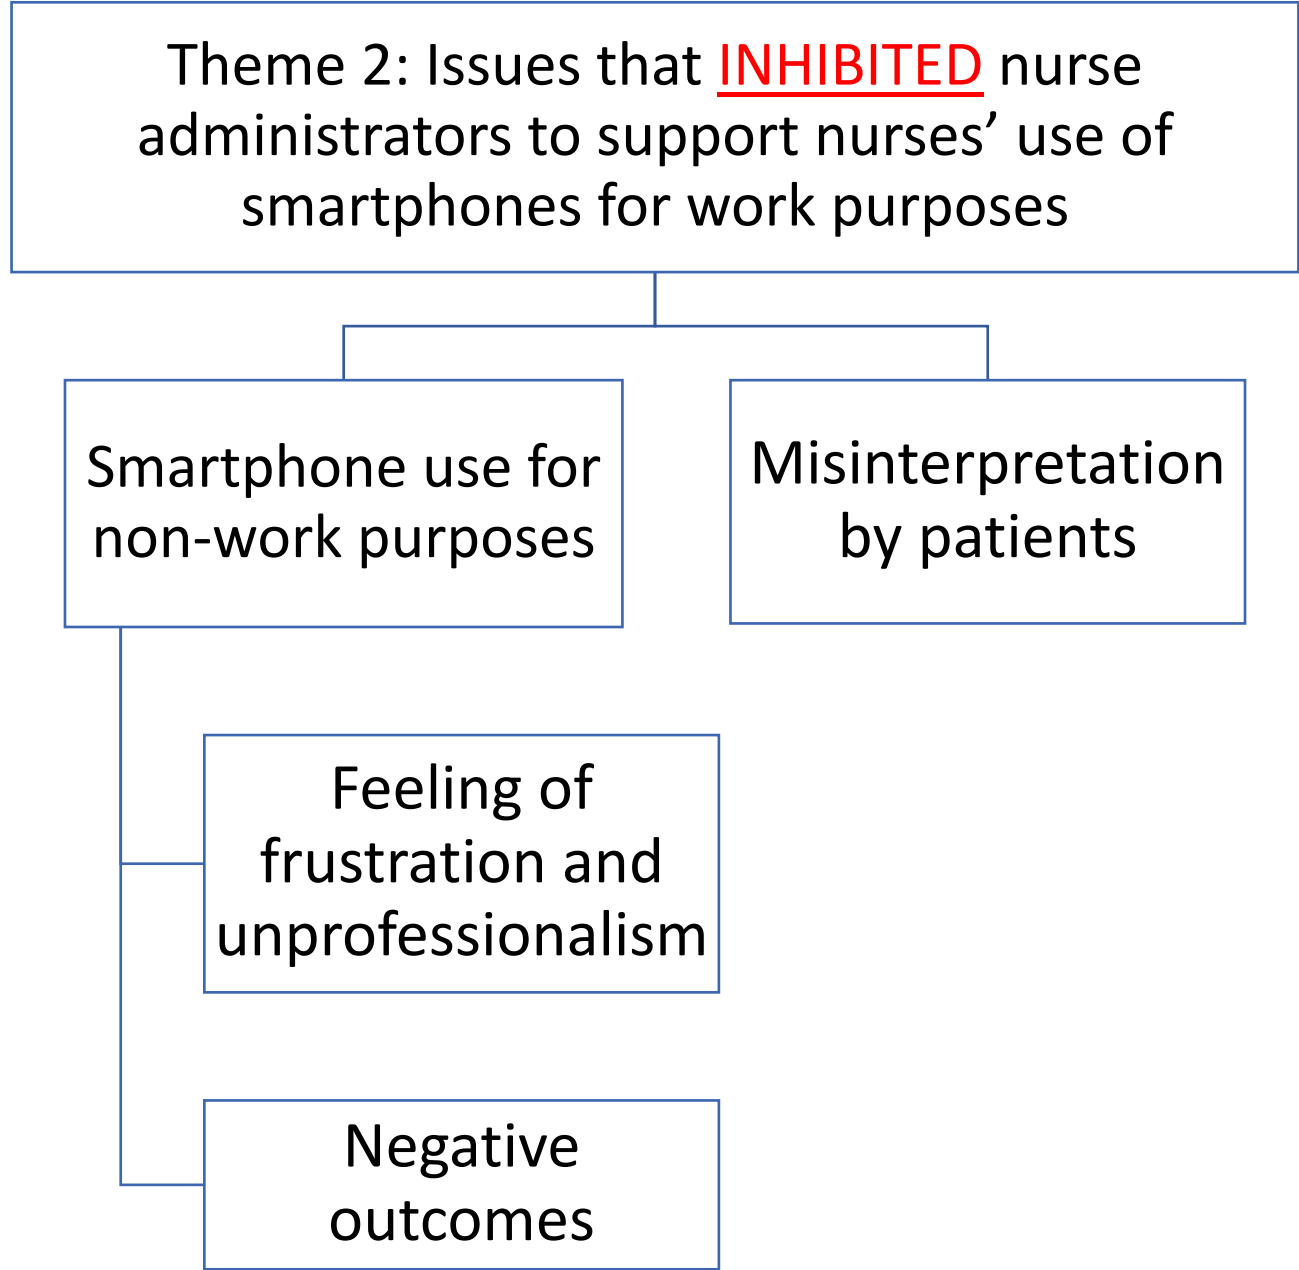 Theme 2: Issues that INHIBITED nurse
administrators to support nurses’ use of
smartphones for work purposes
Smartphone use for
non-work purposes
Misinterpretation
by patients
Feeling of
frustration and
unprofessionalism
Negative
outcomes